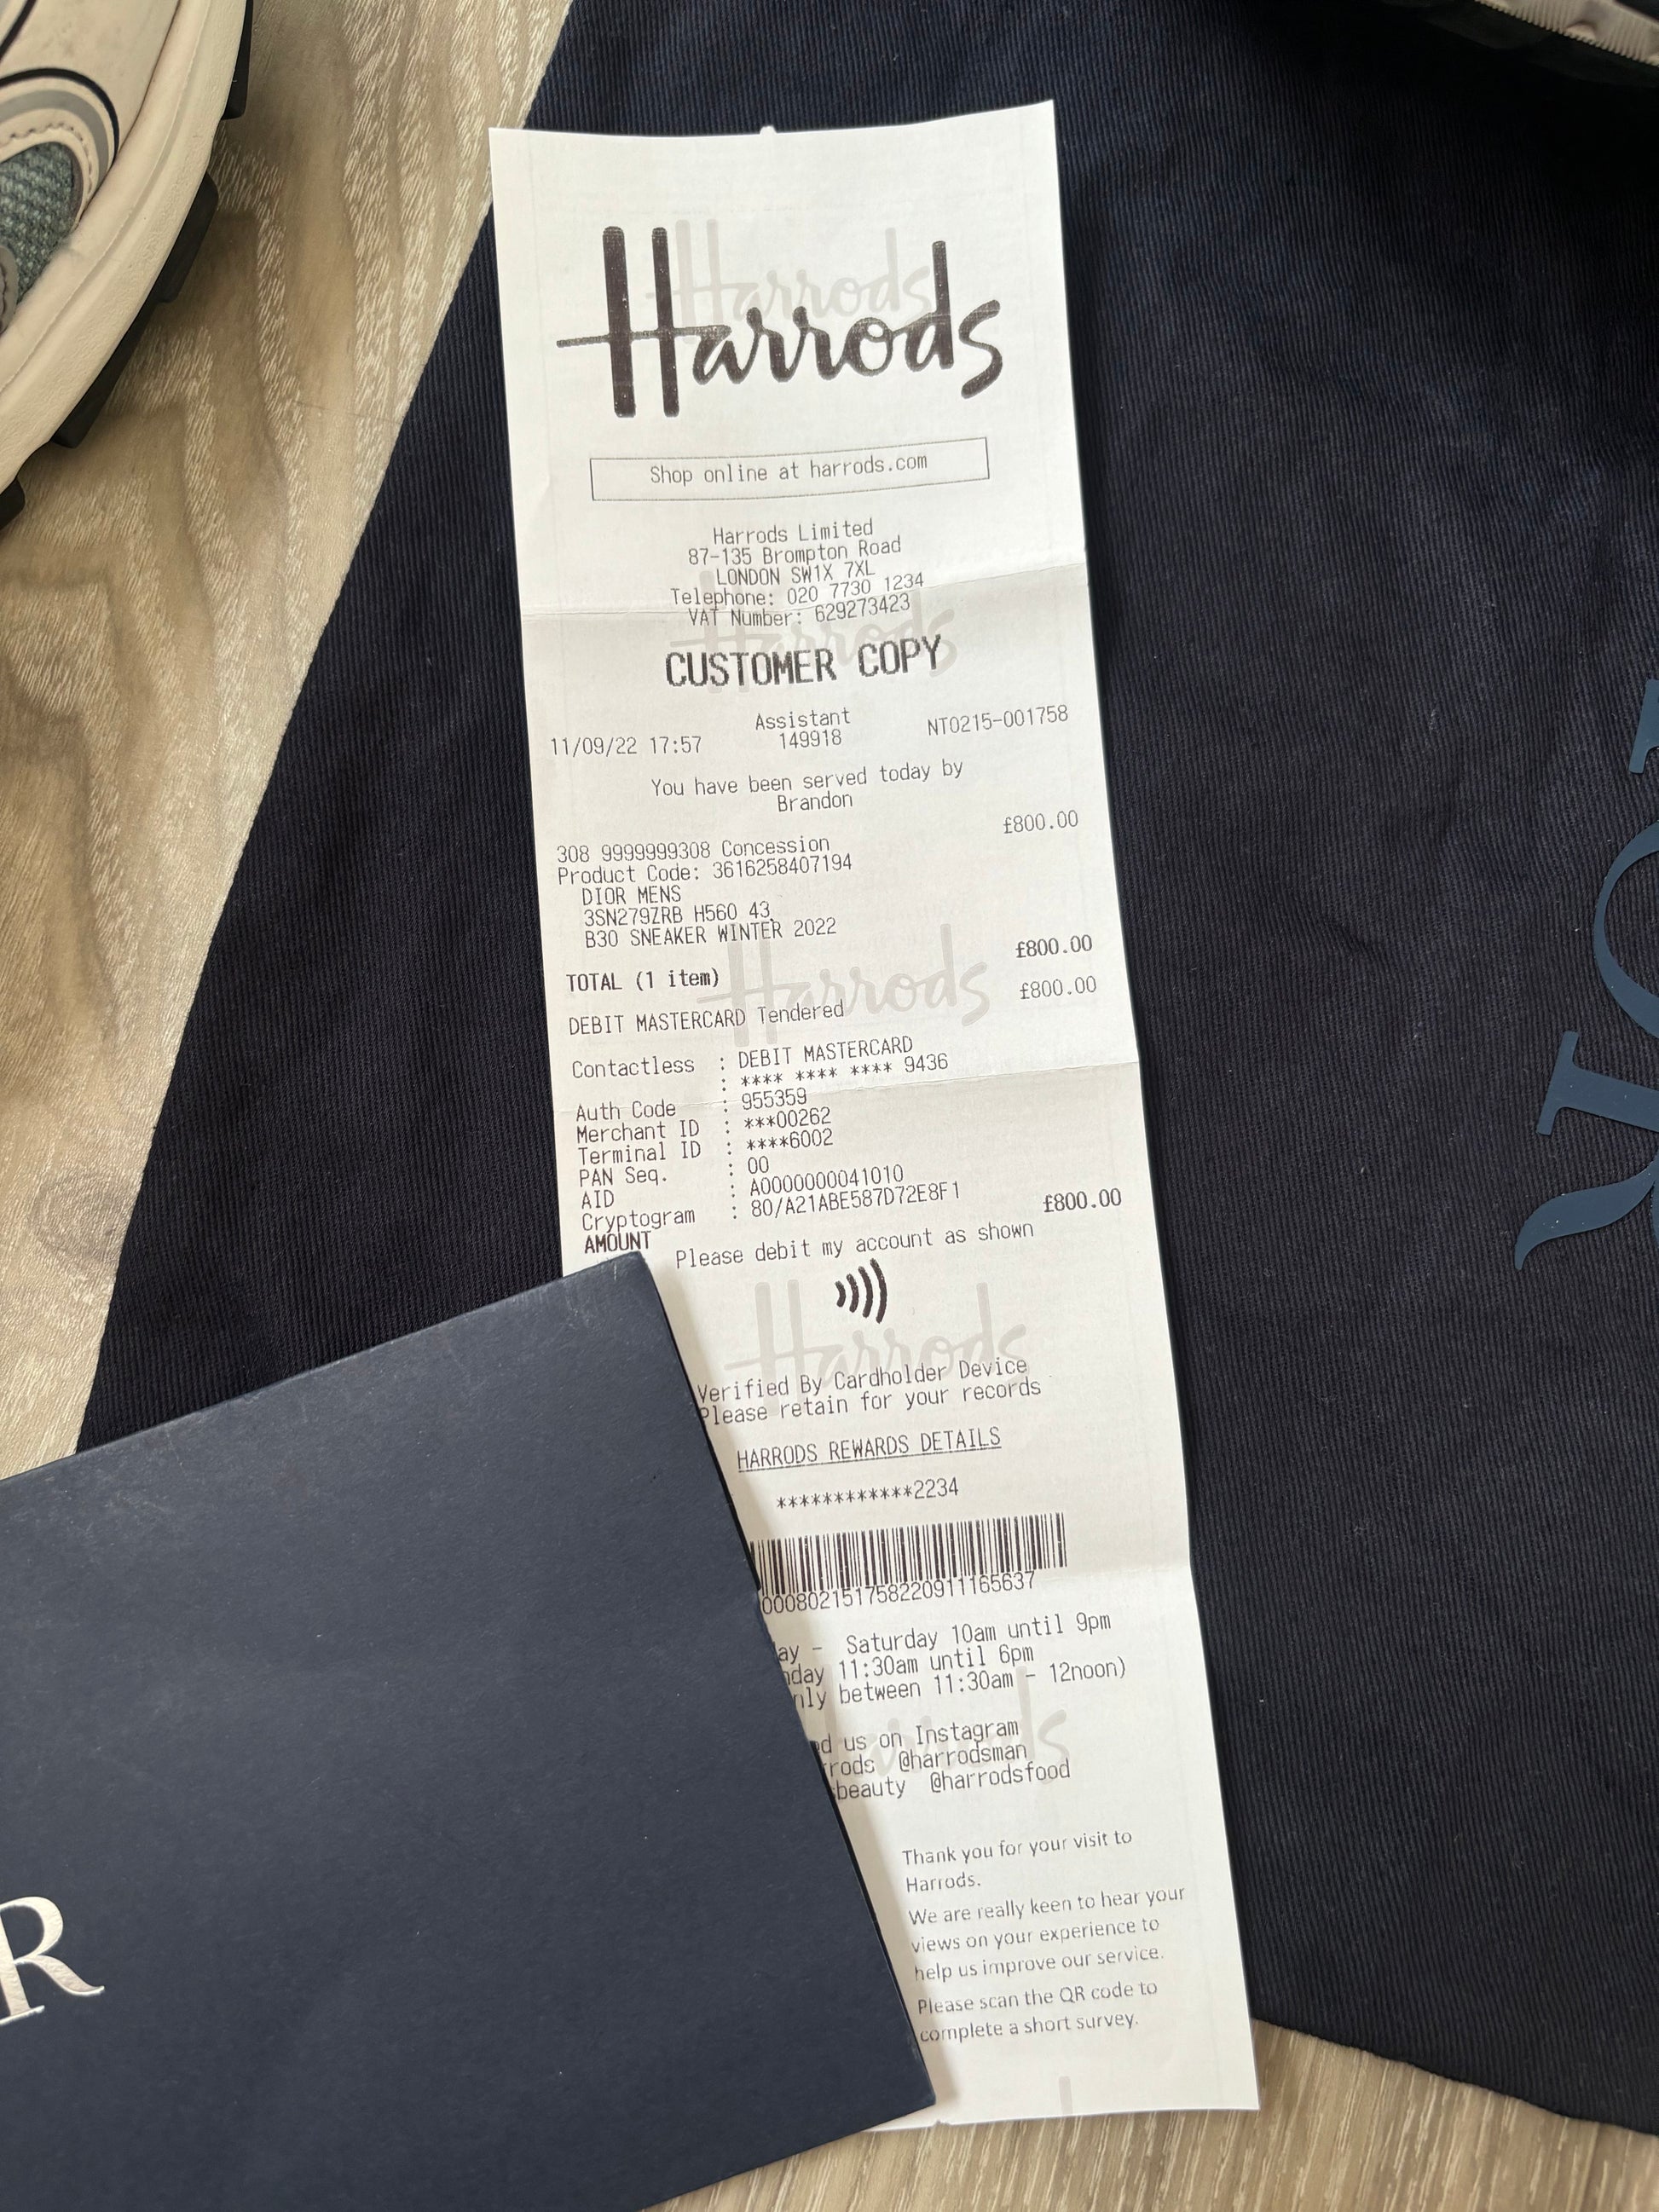 Harrods
Shop online at harrods.com
Harrods Limited
87-135 Brompton Road
LONDON SW1X 7XL
Telephone: 020 7730 1234
VAT Number: 629273423
CUSTOMER COPY
Assistant
11/09/22 17:57 149918 NT0215-001758
You have been served today by
Brandon
£800.00
308 9999999308 Concession
Product Code: 3616258407194
DIOR MENS
3SN279ZRB H560 43
B30 SNEAKER WINTER 2022
TOTAL (1 item) £800.00
DEBIT MASTERCARD Tendered £800.00
Contactless : DEBIT MASTERCARD
: **** **** **** 9436
Auth Code : 955359
Merchant ID : ***00262
Terminal ID : ****6002
PAN Seq. : 00
AID : A0000000041010
Cryptogram : 80/A21ABE587D72E8F1
AMOUNT £800.00
Please debit my account as shown
Verified By Cardholder Device
Please retain for your records
HARRODS REWARDS DETAILS
************2234
000802151758220911165637
ay - Saturday 10am until 9pm
day 11:30am until 6pm
nly between 11:30am - 12noon)
ed us on Instagram
rods @harrodsman
beauty @harrodsfood
Thank you for your visit to
Harrods.
We are really keen to hear your
views on your experience to
help us improve our service.
Please scan the QR code to
complete a short survey.
R